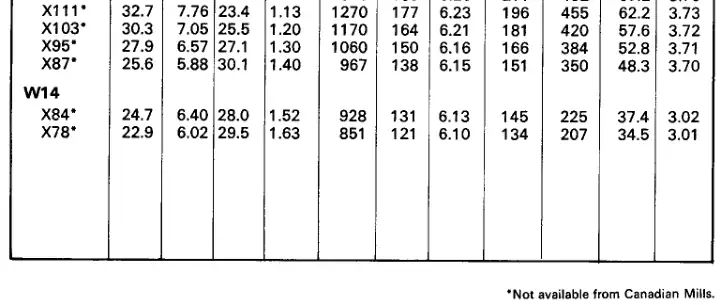 X111* 32.7 7.76 23.4 1.13 1270 177 6.23 196 455 62.2 3.73
X103* 30.3 7.05 25.5 1.20 1170 164 6.21 181 420 57.6 3.72
X95* 27.9 6.57 27.1 1.30 1060 150 6.16 166 384 52.8 3.71
X87* 25.6 5.88 30.1 1.40 967 138 6.15 151 350 48.3 3.70
W14
X84* 24.7 6.40 28.0 1.52 928 131 6.13 145 225 37.4 3.02
X78* 22.9 6.02 29.5 1.63 851 121 6.10 134 207 34.5 3.01
*Not available from Canadian Mills.